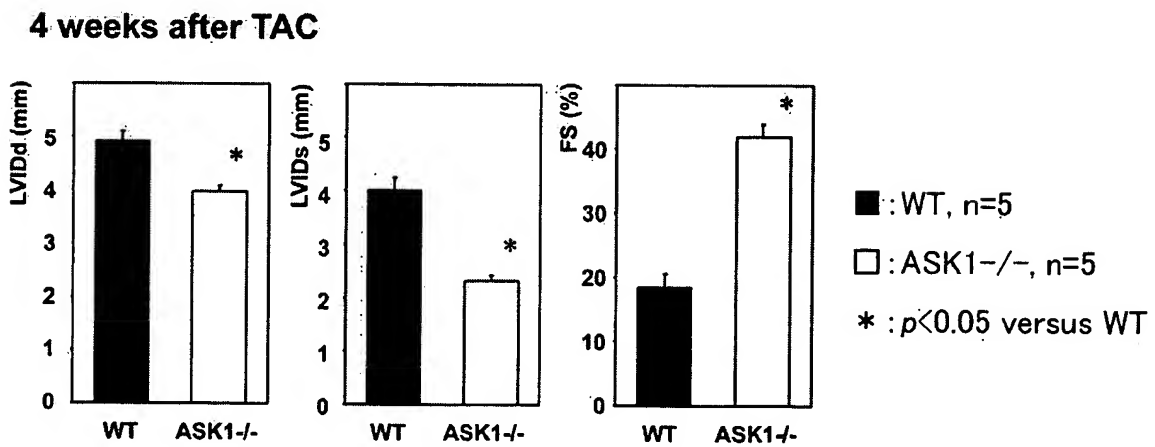 4 weeks after TAC
LVIDd (mm)
5
4
3
2
1
0
WT ASK1-/-
LVIDs (mm)
5
4
3
2
1
0
WT ASK1-/-
FS (%)
40
30
20
10
0
WT ASK1-/-
*
*
*
■ : WT, n=5
□ : ASK1-/-, n=5
* : p<0.05 versus WT